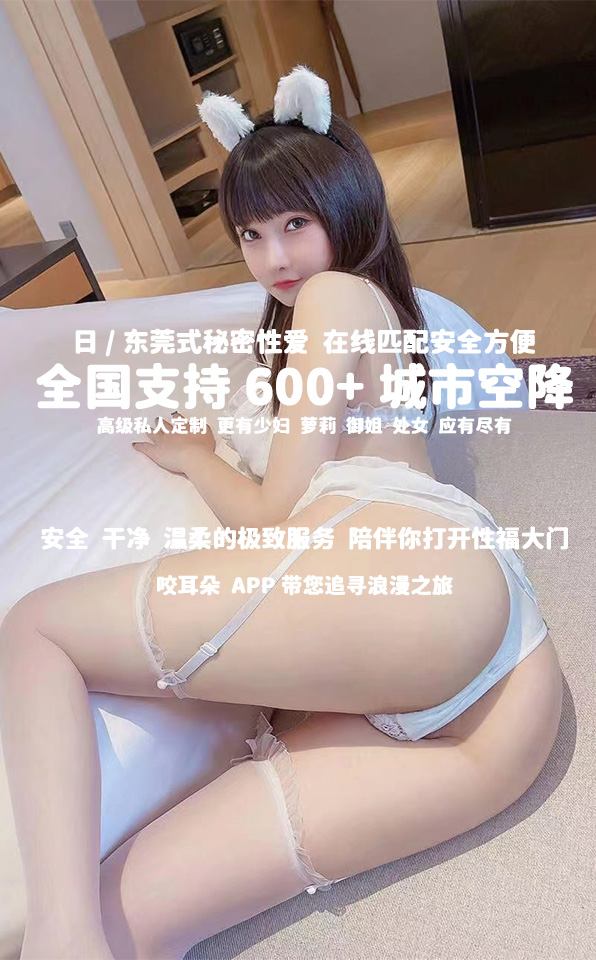 日 / 东莞式秘密性爱 在线匹配安全方便
全国支持 600+ 城市空降
高级私人定制 更有少妇 萝莉 御姐 处女 应有尽有
安全 干净 温柔的极致服务 陪伴你打开性福大门
咬耳朵 APP 带您追寻浪漫之旅